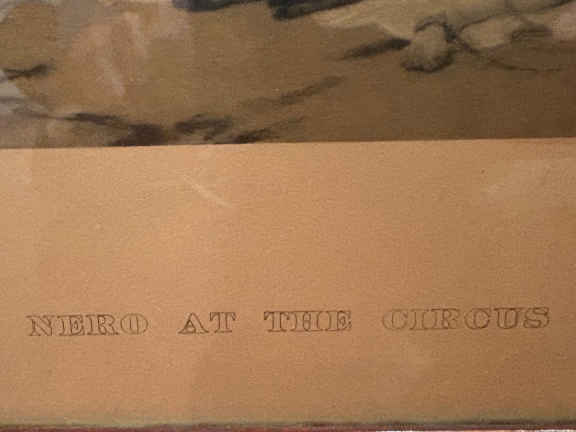 NERO AT THE CIRCUS